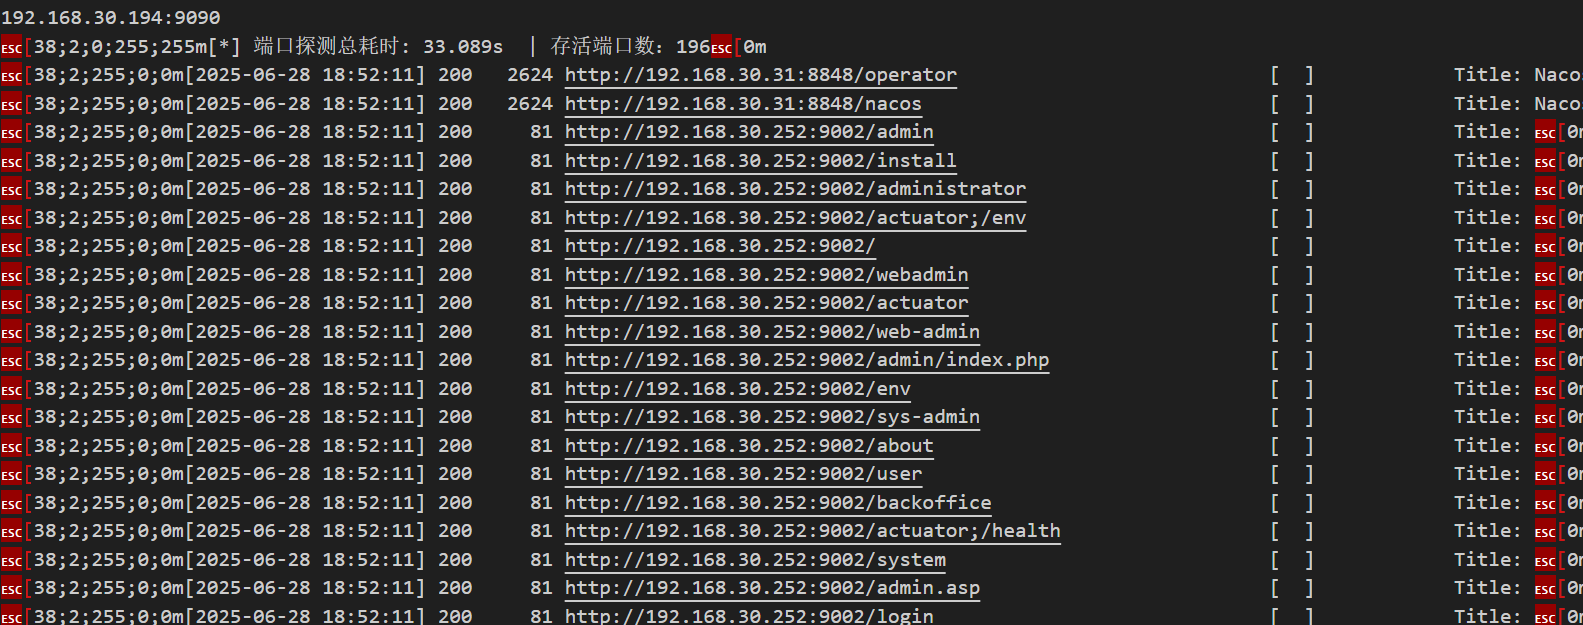 192.168.30.194:9090
ESC[38;2;0;255;255m[*] 端口探测总耗时: 33.089s  | 存活端口数: 196ESC[0m
ESC[38;2;255;0;0m[2025-06-28 18:52:11] 200   2624 http://192.168.30.31:8848/operator [  ] Title: Naco
ESC[38;2;255;0;0m[2025-06-28 18:52:11] 200   2624 http://192.168.30.31:8848/nacos [  ] Title: Naco
ESC[38;2;255;0;0m[2025-06-28 18:52:11] 200     81 http://192.168.30.252:9002/admin [  ] Title: ESC[0m
ESC[38;2;255;0;0m[2025-06-28 18:52:11] 200     81 http://192.168.30.252:9002/install [  ] Title: ESC[0m
ESC[38;2;255;0;0m[2025-06-28 18:52:11] 200     81 http://192.168.30.252:9002/administrator [  ] Title: ESC[0m
ESC[38;2;255;0;0m[2025-06-28 18:52:11] 200     81 http://192.168.30.252:9002/actuator;/env [  ] Title: ESC[0m
ESC[38;2;255;0;0m[2025-06-28 18:52:11] 200     81 http://192.168.30.252:9002/ [  ] Title: ESC[0m
ESC[38;2;255;0;0m[2025-06-28 18:52:11] 200     81 http://192.168.30.252:9002/webadmin [  ] Title: ESC[0m
ESC[38;2;255;0;0m[2025-06-28 18:52:11] 200     81 http://192.168.30.252:9002/actuator [  ] Title: ESC[0m
ESC[38;2;255;0;0m[2025-06-28 18:52:11] 200     81 http://192.168.30.252:9002/web-admin [  ] Title: ESC[0m
ESC[38;2;255;0;0m[2025-06-28 18:52:11] 200     81 http://192.168.30.252:9002/admin/index.php [  ] Title: ESC[0m
ESC[38;2;255;0;0m[2025-06-28 18:52:11] 200     81 http://192.168.30.252:9002/env [  ] Title: ESC[0m
ESC[38;2;255;0;0m[2025-06-28 18:52:11] 200     81 http://192.168.30.252:9002/sys-admin [  ] Title: ESC[0m
ESC[38;2;255;0;0m[2025-06-28 18:52:11] 200     81 http://192.168.30.252:9002/about [  ] Title: ESC[0m
ESC[38;2;255;0;0m[2025-06-28 18:52:11] 200     81 http://192.168.30.252:9002/user [  ] Title: ESC[0m
ESC[38;2;255;0;0m[2025-06-28 18:52:11] 200     81 http://192.168.30.252:9002/backoffice [  ] Title: ESC[0m
ESC[38;2;255;0;0m[2025-06-28 18:52:11] 200     81 http://192.168.30.252:9002/actuator;/health [  ] Title: ESC[0m
ESC[38;2;255;0;0m[2025-06-28 18:52:11] 200     81 http://192.168.30.252:9002/system [  ] Title: ESC[0m
ESC[38;2;255;0;0m[2025-06-28 18:52:11] 200     81 http://192.168.30.252:9002/admin.asp [  ] Title: ESC[0m
ESC[38;2;255;0;0m[2025-06-28 18:52:11] 200     81 http://192.168.30.252:9002/login [  ] Title: ESC[0m